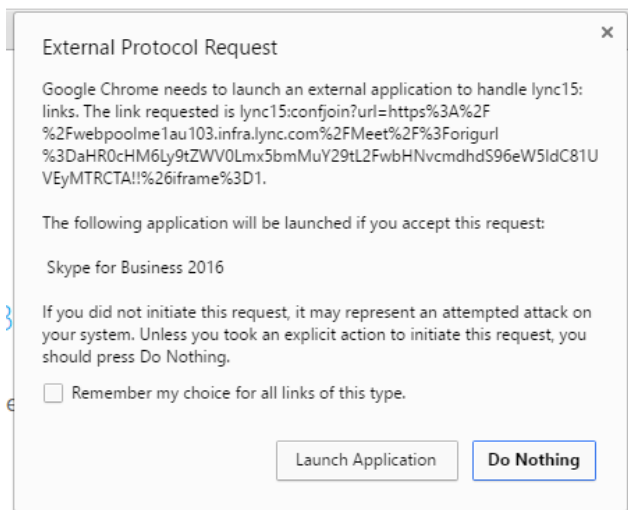 External Protocol Request
×
Google Chrome needs to launch an external application to handle lync15:
links. The link requested is lync15:confjoin?url=https%3A%2F
%2Fwebpoolme1au103.infra.lync.com%2FMeet%2F%3Forigurl
%3DaHR0cHM6Ly9tZWV0Lmx5bmMuY29tL2FwbHNvcmdhdS96eW5ldC81U
VEyMTRCTA!!%26iframe%3D1.
The following application will be launched if you accept this request:
Skype for Business 2016
If you did not initiate this request, it may represent an attempted attack on
your system. Unless you took an explicit action to initiate this request, you
should press Do Nothing.
Remember my choice for all links of this type.
Launch Application
Do Nothing